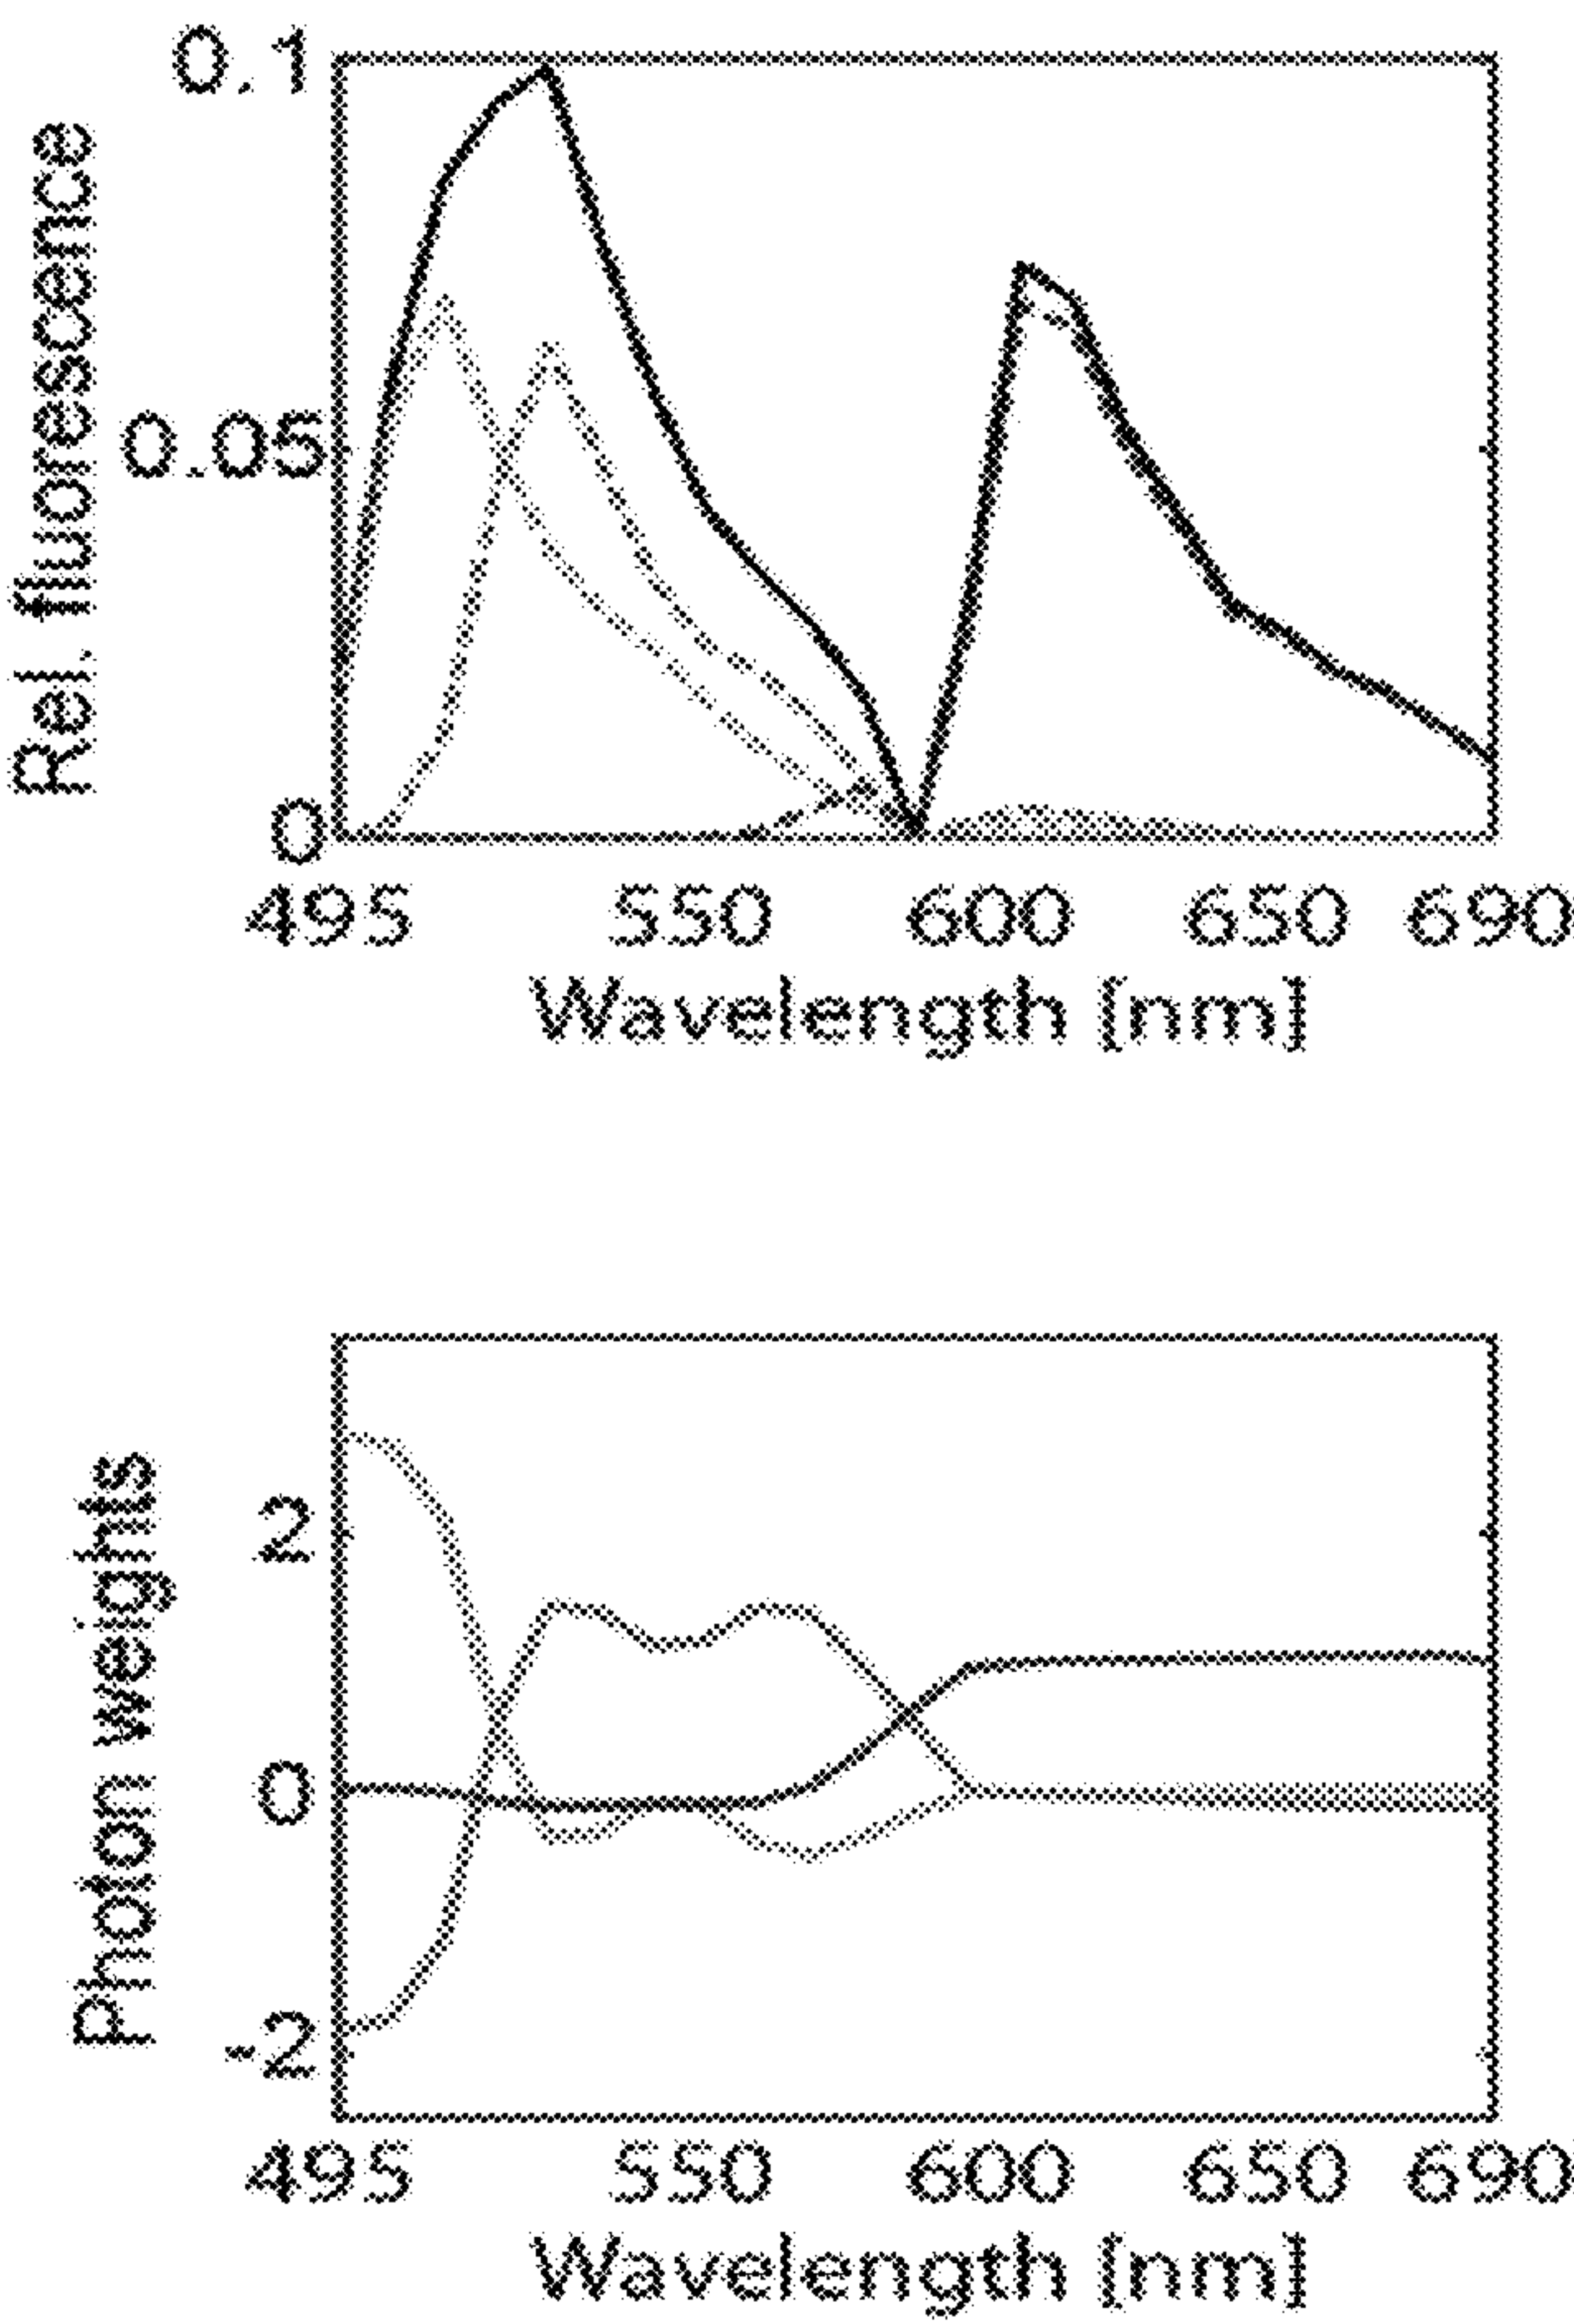 0.1
Rel. fluorescence
0.05
0
495 550 600 650 690
Wavelength [nm]
Photon weights
2
0
-2
495 550 600 650 690
Wavelength [nm]